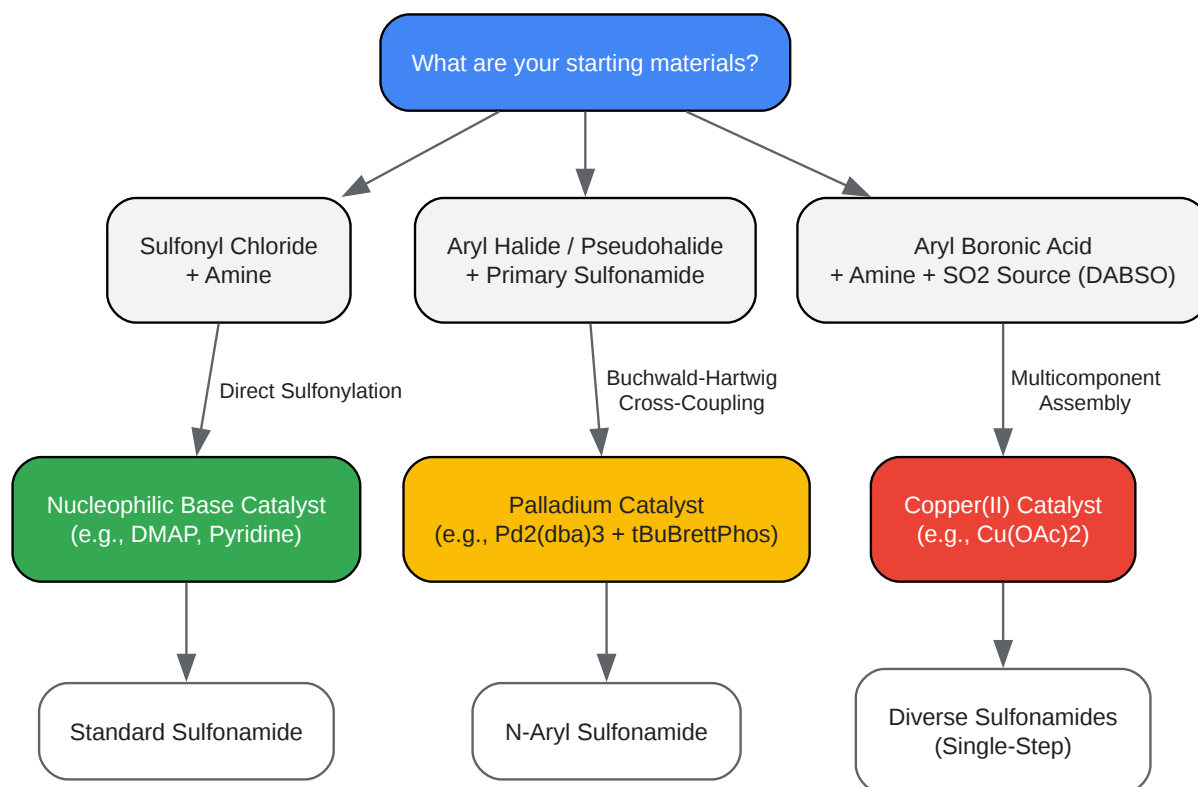 What are your starting materials?
Sulfonyl Chloride
+ Amine
Aryl Halide / Pseudohalide
+ Primary Sulfonamide
Aryl Boronic Acid
+ Amine + SO2 Source (DABSO)
Direct Sulfonylation
Buchwald-Hartwig
Cross-Coupling
Multicomponent
Assembly
Nucleophilic Base Catalyst
(e.g., DMAP, Pyridine)
Palladium Catalyst
(e.g., Pd2(dba)3 + tBuBrettPhos)
Copper(II) Catalyst
(e.g., Cu(OAc)2)
Standard Sulfonamide
N-Aryl Sulfonamide
Diverse Sulfonamides
(Single-Step)